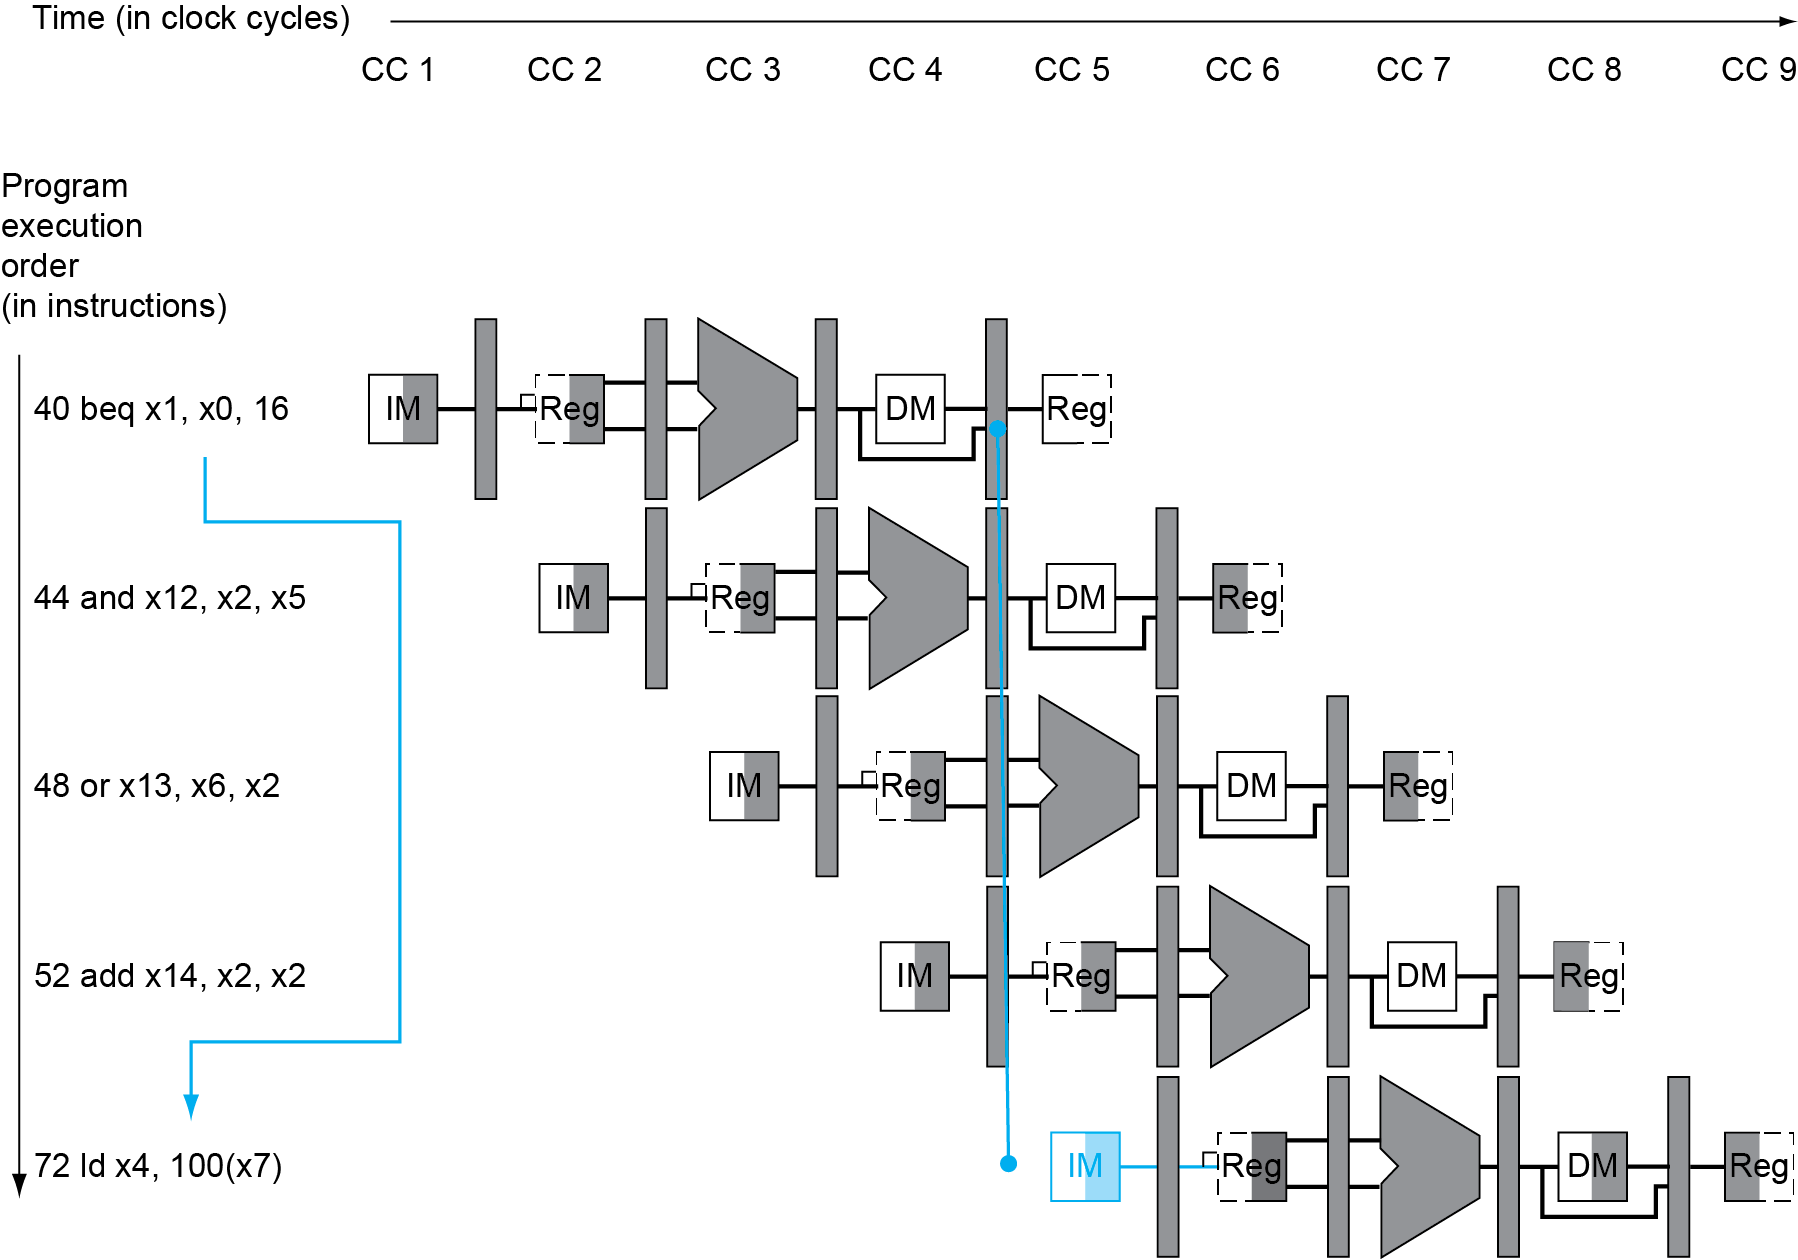 Time (in clock cycles)
CC 1 CC 2 CC 3 CC 4 CC 5 CC 6 CC 7 CC 8 CC 9
Program
execution
order
(in instructions)
40 beq x1, x0, 16
IM Reg DM Reg
44 and x12, x2, x5
IM Reg DM Reg
48 or x13, x6, x2
IM Reg DM Reg
52 add x14, x2, x2
IM Reg DM Reg
72 ld x4, 100(x7)
IM Reg DM Reg